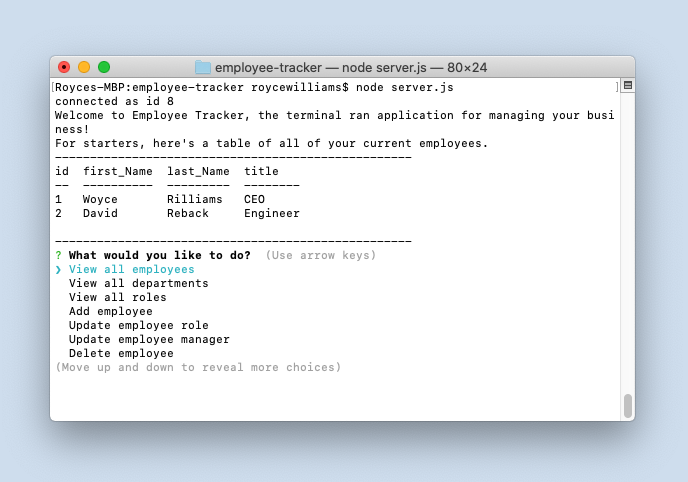 employee-tracker — node server.js — 80×24
[Royces-MBP:employee-tracker roycewilliams$ node server.js ]
connected as id 8
Welcome to Employee Tracker, the terminal ran application for managing your busi
ness!
For starters, here's a table of all of your current employees.
---------------------------------------------------
id  first_Name  last_Name  title
--  ----------  ---------  --------
1   Woyce       Rilliams   CEO
2   David       Reback     Engineer
---------------------------------------------------
? What would you like to do?  (Use arrow keys)
❯ View all employees
  View all departments
  View all roles
  Add employee
  Update employee role
  Update employee manager
  Delete employee
(Move up and down to reveal more choices)